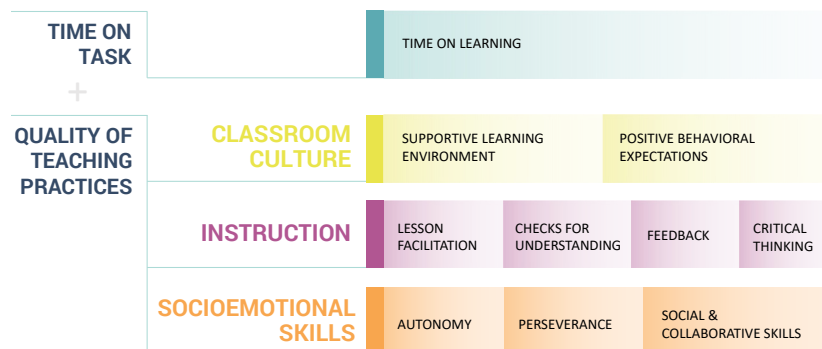 TIME ON
TASK
TIME ON LEARNING
+
QUALITY OF
TEACHING
PRACTICES
CLASSROOM
CULTURE
SUPPORTIVE LEARNING
ENVIRONMENT
POSITIVE BEHAVIORAL
EXPECTATIONS
INSTRUCTION
LESSON
FACILITATION
CHECKS FOR
UNDERSTANDING
FEEDBACK
CRITICAL
THINKING
SOCIOEMOTIONAL
SKILLS
AUTONOMY
PERSEVERANCE
SOCIAL &
COLLABORATIVE SKILLS